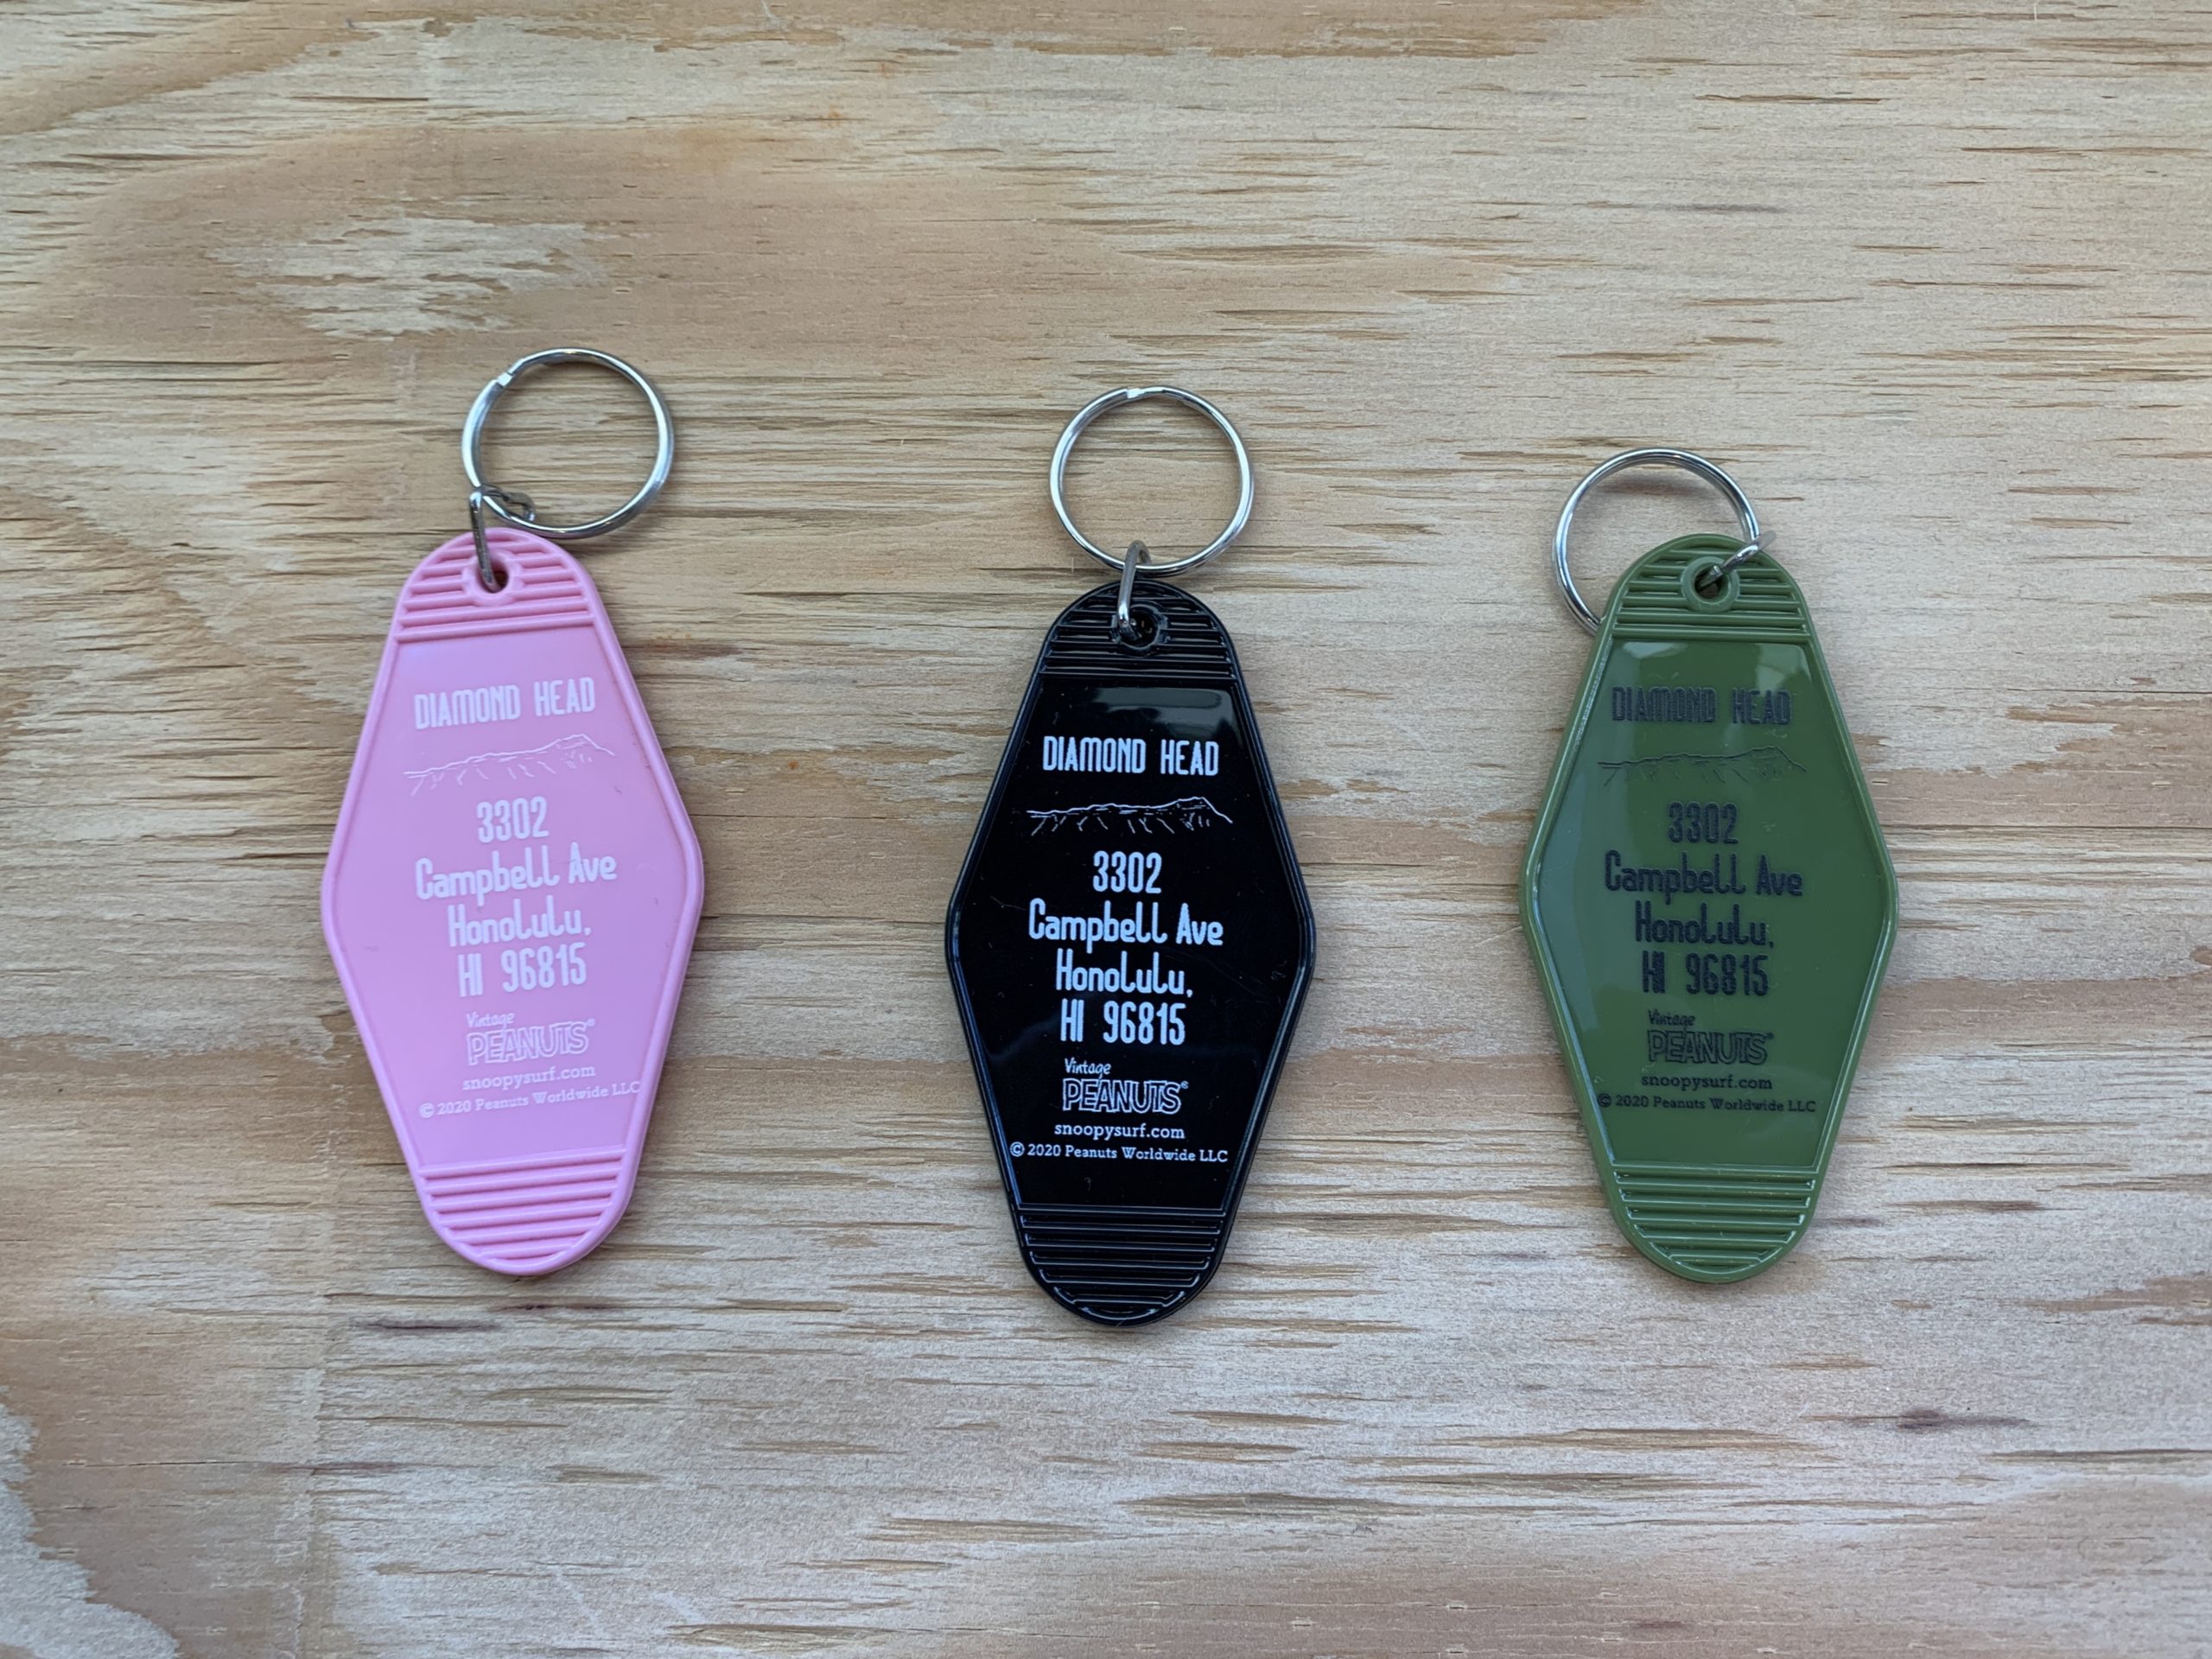 DIAMOND HEAD
3302
Campbell Ave
Honolulu,
HI 96815
Vintage
PEANUTS®
snoopysurf.com
© 2020 Peanuts Worldwide LLC
DIAMOND HEAD
3302
Campbell Ave
Honolulu,
HI 96815
Vintage
PEANUTS®
snoopysurf.com
© 2020 Peanuts Worldwide LLC
DIAMOND HEAD
3302
Campbell Ave
Honolulu,
HI 96815
Vintage
PEANUTS®
snoopysurf.com
© 2020 Peanuts Worldwide LLC